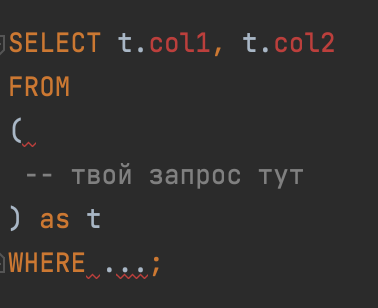 SELECT t.col1, t.col2
FROM
(
-- твой запрос тут
) as t
WHERE ...;